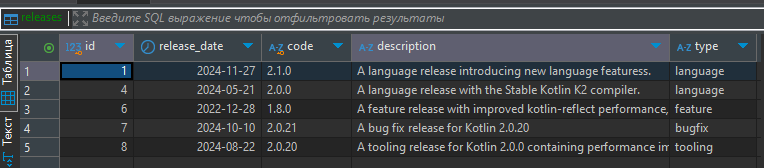 releases Введите SQL выражение чтобы отфильтровать результаты
Таблица
Текст
123 id release_date A-Z code A-Z description A-Z type
1 1 2024-11-27 2.1.0 A language release introducing new language featuress. language
2 4 2024-05-21 2.0.0 A language release with the Stable Kotlin K2 compiler. language
3 6 2022-12-28 1.8.0 A feature release with improved kotlin-reflect performance, feature
4 7 2024-10-10 2.0.21 A bug fix release for Kotlin 2.0.20 bugfix
5 8 2024-08-22 2.0.20 A tooling release for Kotlin 2.0.0 containing performance im tooling